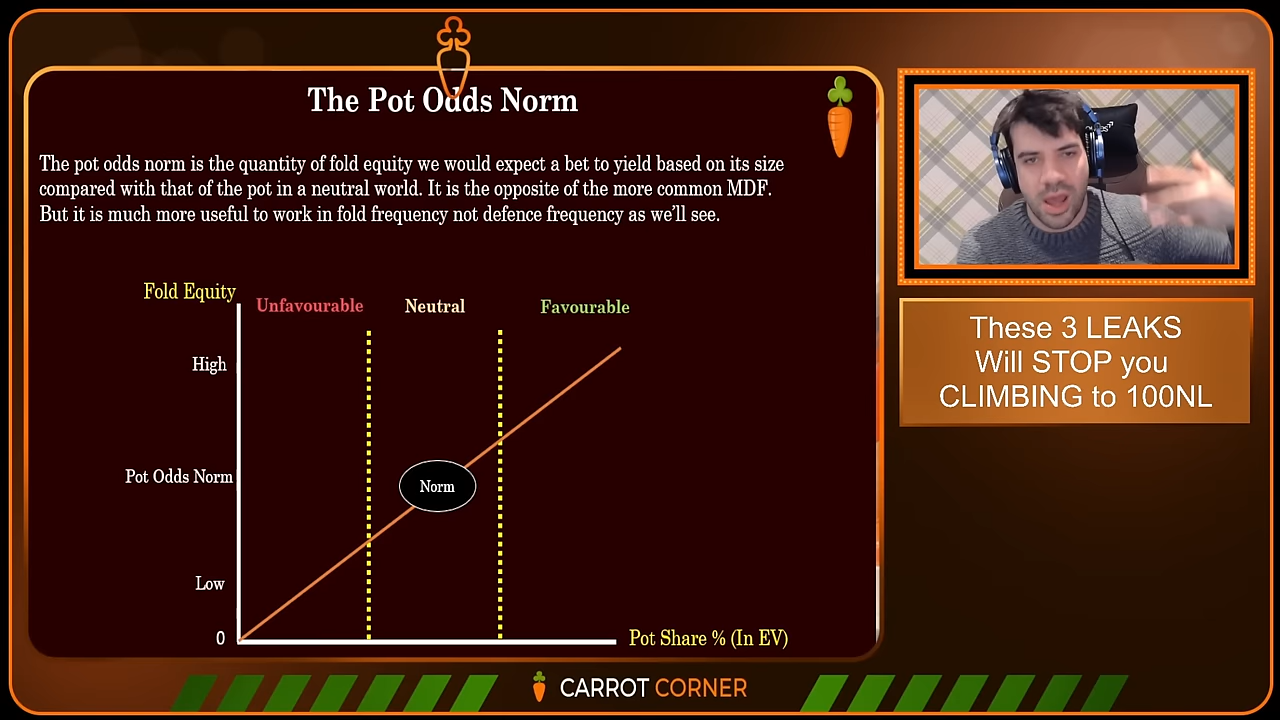 The Pot Odds Norm
The pot odds norm is the quantity of fold equity we would expect a bet to yield based on its size
compared with that of the pot in a neutral world. It is the opposite of the more common MDF.
But it is much more useful to work in fold frequency not defence frequency as we'll see.
Fold Equity
Unfavourable
Neutral
Favourable
High
Pot Odds Norm
Norm
Low
0
Pot Share % (In EV)
These 3 LEAKS
Will STOP you
CLIMBING to 100NL
CARROT CORNER